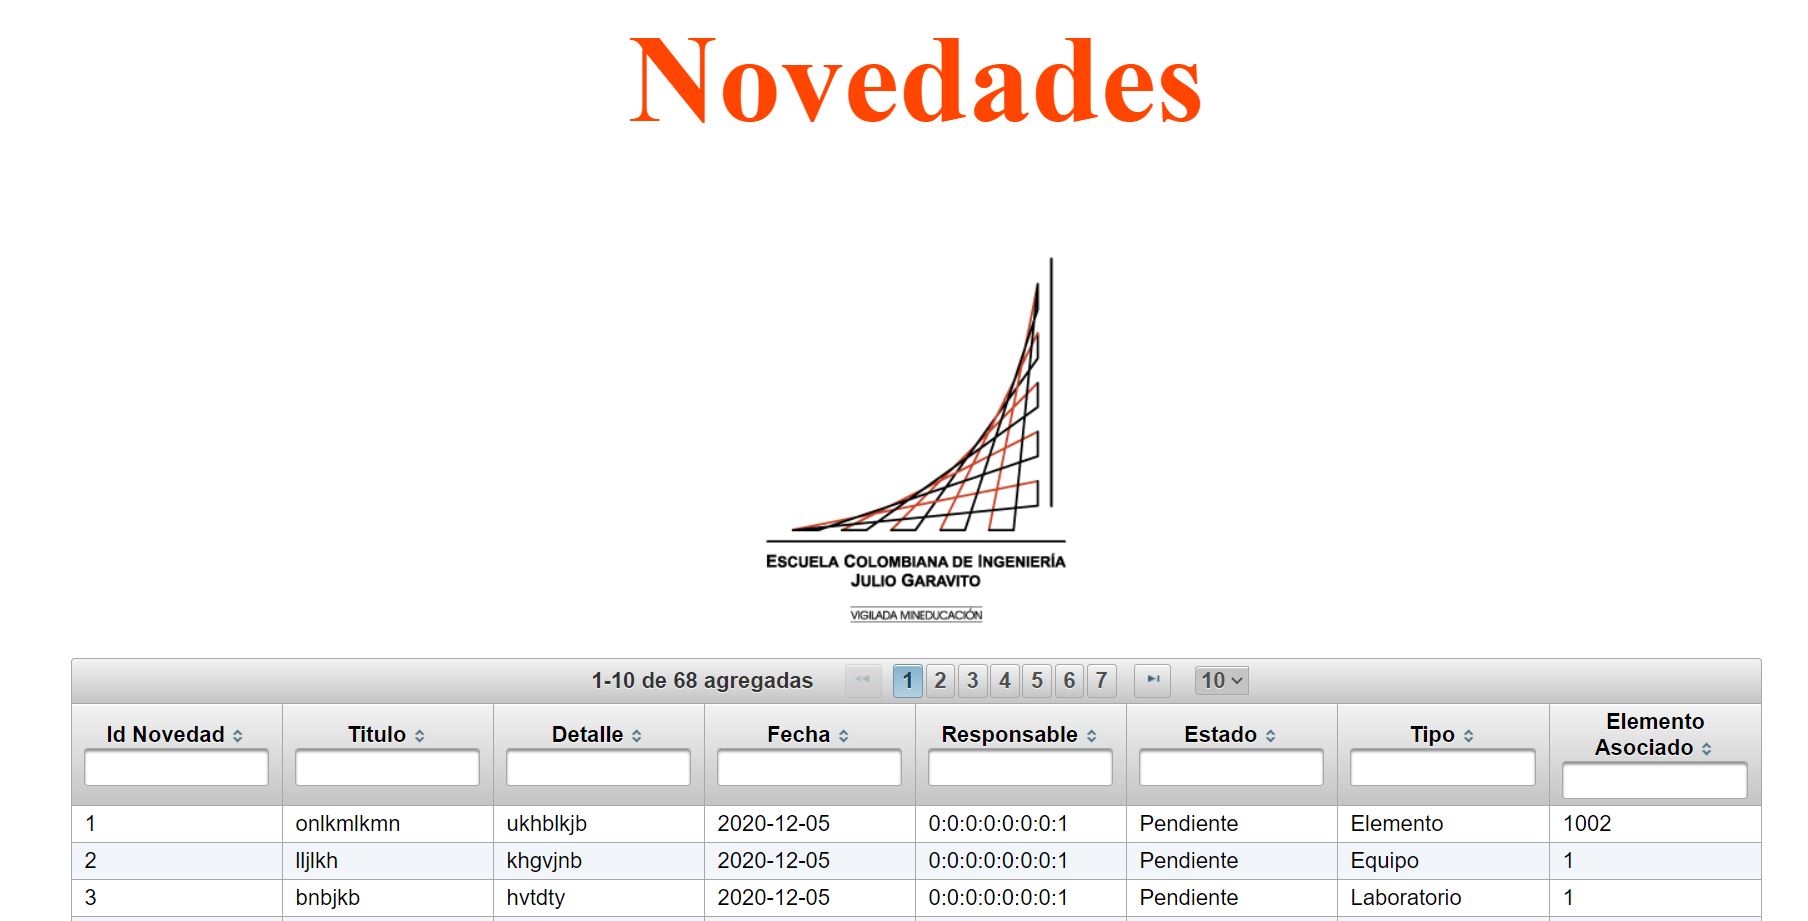 Novedades
ESCUELA COLOMBIANA DE INGENIERÍA
JULIO GARAVITO
VIGILADA MINEDUCACIÓN
1-10 de 68 agregadas 1 2 3 4 5 6 7 10
Id Novedad Titulo Detalle Fecha Responsable Estado Tipo Elemento Asociado
1 onlkmlkmn ukhblkjb 2020-12-05 0:0:0:0:0:0:0:1 Pendiente Elemento 1002
2 lljlkh khgvjnb 2020-12-05 0:0:0:0:0:0:0:1 Pendiente Equipo 1
3 bnbjkb hvtdty 2020-12-05 0:0:0:0:0:0:0:1 Pendiente Laboratorio 1